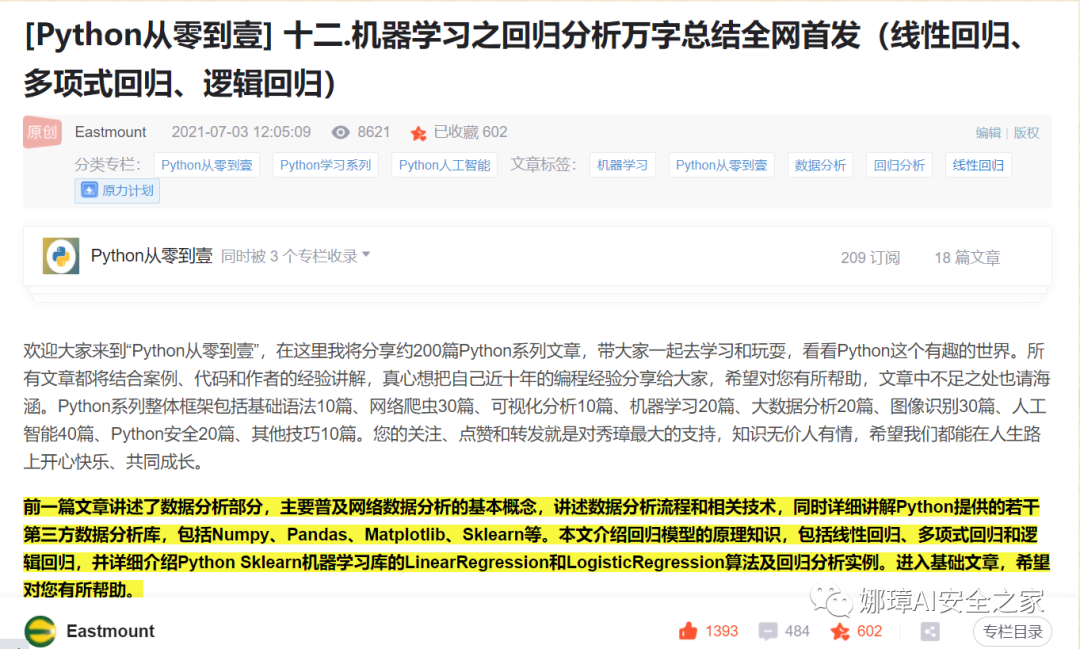 [Python从零到壹] 十二.机器学习之回归分析万字总结全网首发（线性回归、
多项式回归、逻辑回归）
原创 Eastmount 2021-07-03 12:05:09 8621 已收藏 602 编辑 | 版权
分类专栏： Python从零到壹 Python学习系列 Python人工智能 文章标签： 机器学习 Python从零到壹 数据分析 回归分析 线性回归
原力计划
Python从零到壹 同时被 3 个专栏收录 209 订阅 18 篇文章
欢迎大家来到“Python从零到壹”，在这里我将分享约200篇Python系列文章，带大家一起去学习和玩耍，看看Python这个有趣的世界。所
有文章都将结合案例、代码和作者的经验讲解，真心想把自己近十年的编程经验分享给大家，希望对您有所帮助，文章中不足之处也请海
涵。Python系列整体框架包括基础语法10篇、网络爬虫30篇、可视化分析10篇、机器学习20篇、大数据分析20篇、图像识别30篇、人工
智能40篇、Python安全20篇、其他技巧10篇。您的关注、点赞和转发就是对秀璋最大的支持，知识无价人有情，希望我们都能在人生路
上开心快乐、共同成长。
前一篇文章讲述了数据分析部分，主要普及网络数据分析的基本概念，讲述数据分析流程和相关技术，同时详细讲解Python提供的若干
第三方数据分析库，包括Numpy、Pandas、Matplotlib、Sklearn等。本文介绍回归模型的原理知识，包括线性回归、多项式回归和逻
辑回归，并详细介绍Python Sklearn机器学习库的LinearRegression和LogisticRegression算法及回归分析实例。进入基础文章，希望
对您有所帮助。
娜璋AI安全之家
Eastmount 1393 484 602 专栏目录